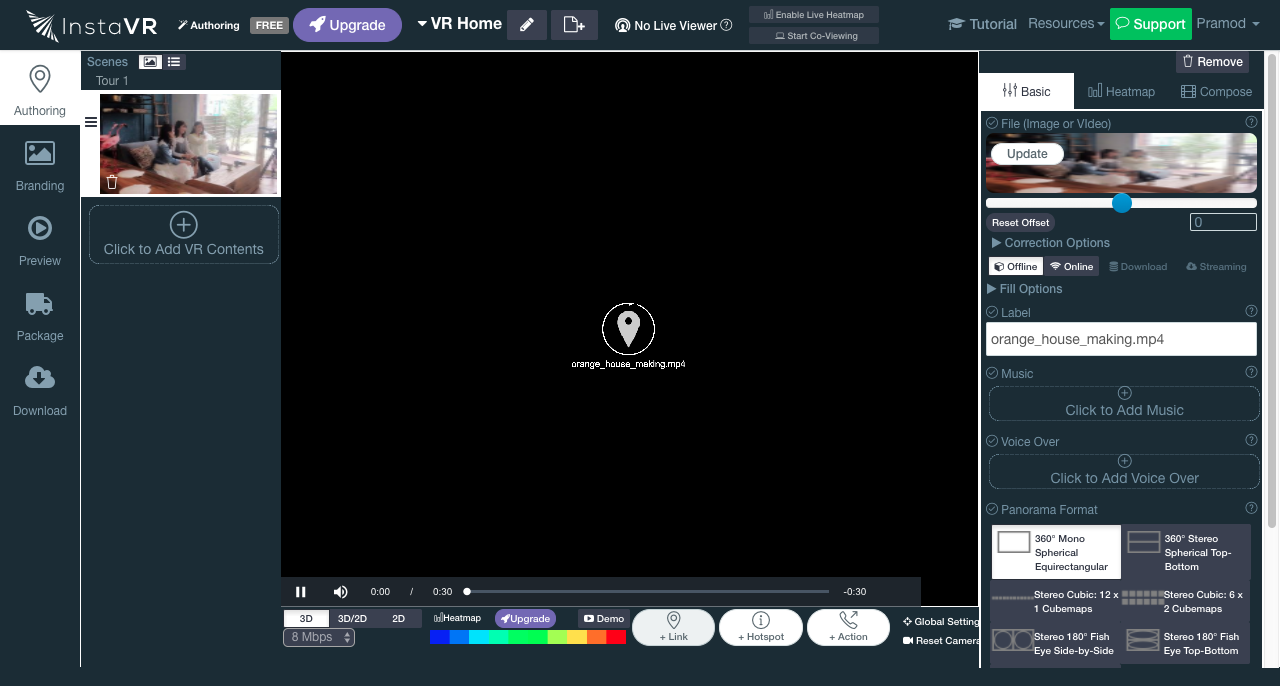 InstaVR
Authoring
FREE
Upgrade
VR Home
No Live Viewer
Enable Live Heatmap
Start Co-Viewing
Tutorial
Resources
Support
Pramod
Authoring
Branding
Preview
Package
Download
Scenes
Tour 1
Click to Add VR Contents
orange_house_making.mp4
0:00 / 0:30
-0:30
3D 3D/2D 2D
8 Mbps
Heatmap
Upgrade
Demo
+ Link
+ Hotspot
+ Action
Global Setting
Reset Camera
Remove
Basic
Heatmap
Compose
File (Image or VIdeo)
Update
Reset Offset
0
Correction Options
Offline
Online
Download
Streaming
Fill Options
Label
orange_house_making.mp4
Music
Click to Add Music
Voice Over
Click to Add Voice Over
Panorama Format
360° Mono
Spherical
Equirectangular
360° Stereo
Spherical Top-
Bottom
Stereo Cubic: 12 x
1 Cubemaps
Stereo Cubic: 6 x
2 Cubemaps
Stereo 180° Fish
Eye Side-by-Side
Stereo 180° Fish
Eye Top-Bottom